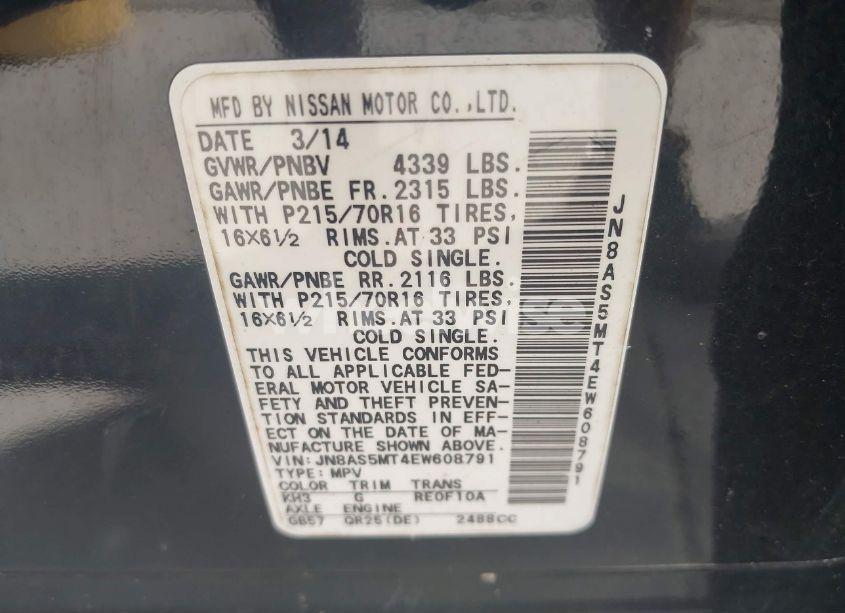 MFD BY NISSAN MOTOR CO.,LTD.
DATE 3/14
GVWR/PNBV 4339 LBS.
GAWR/PNBE FR.2315 LBS.
WITH P215/70R16 TIRES,
16X6½ RIMS.AT 33 PSI
COLD SINGLE.
GAWR/PNBE RR.2116 LBS.
WITH P215/70R16 TIRES,
16X6½ RIMS.AT 33 PSI
COLD SINGLE.
THIS VEHICLE CONFORMS
TO ALL APPLICABLE FED-
ERAL MOTOR VEHICLE SA-
FETY AND THEFT PREVEN-
TION STANDARDS IN EFF-
ECT ON THE DATE OF MA-
NUFACTURE SHOWN ABOVE.
VIN:JN8AS5MT4EW608791
TYPE:MPV
COLOR TRIM TRANS
KH3 G RE0F10A
AXLE ENGINE
GB57 QR25(DE) 2488CC
JN8AS5MT4EW608791